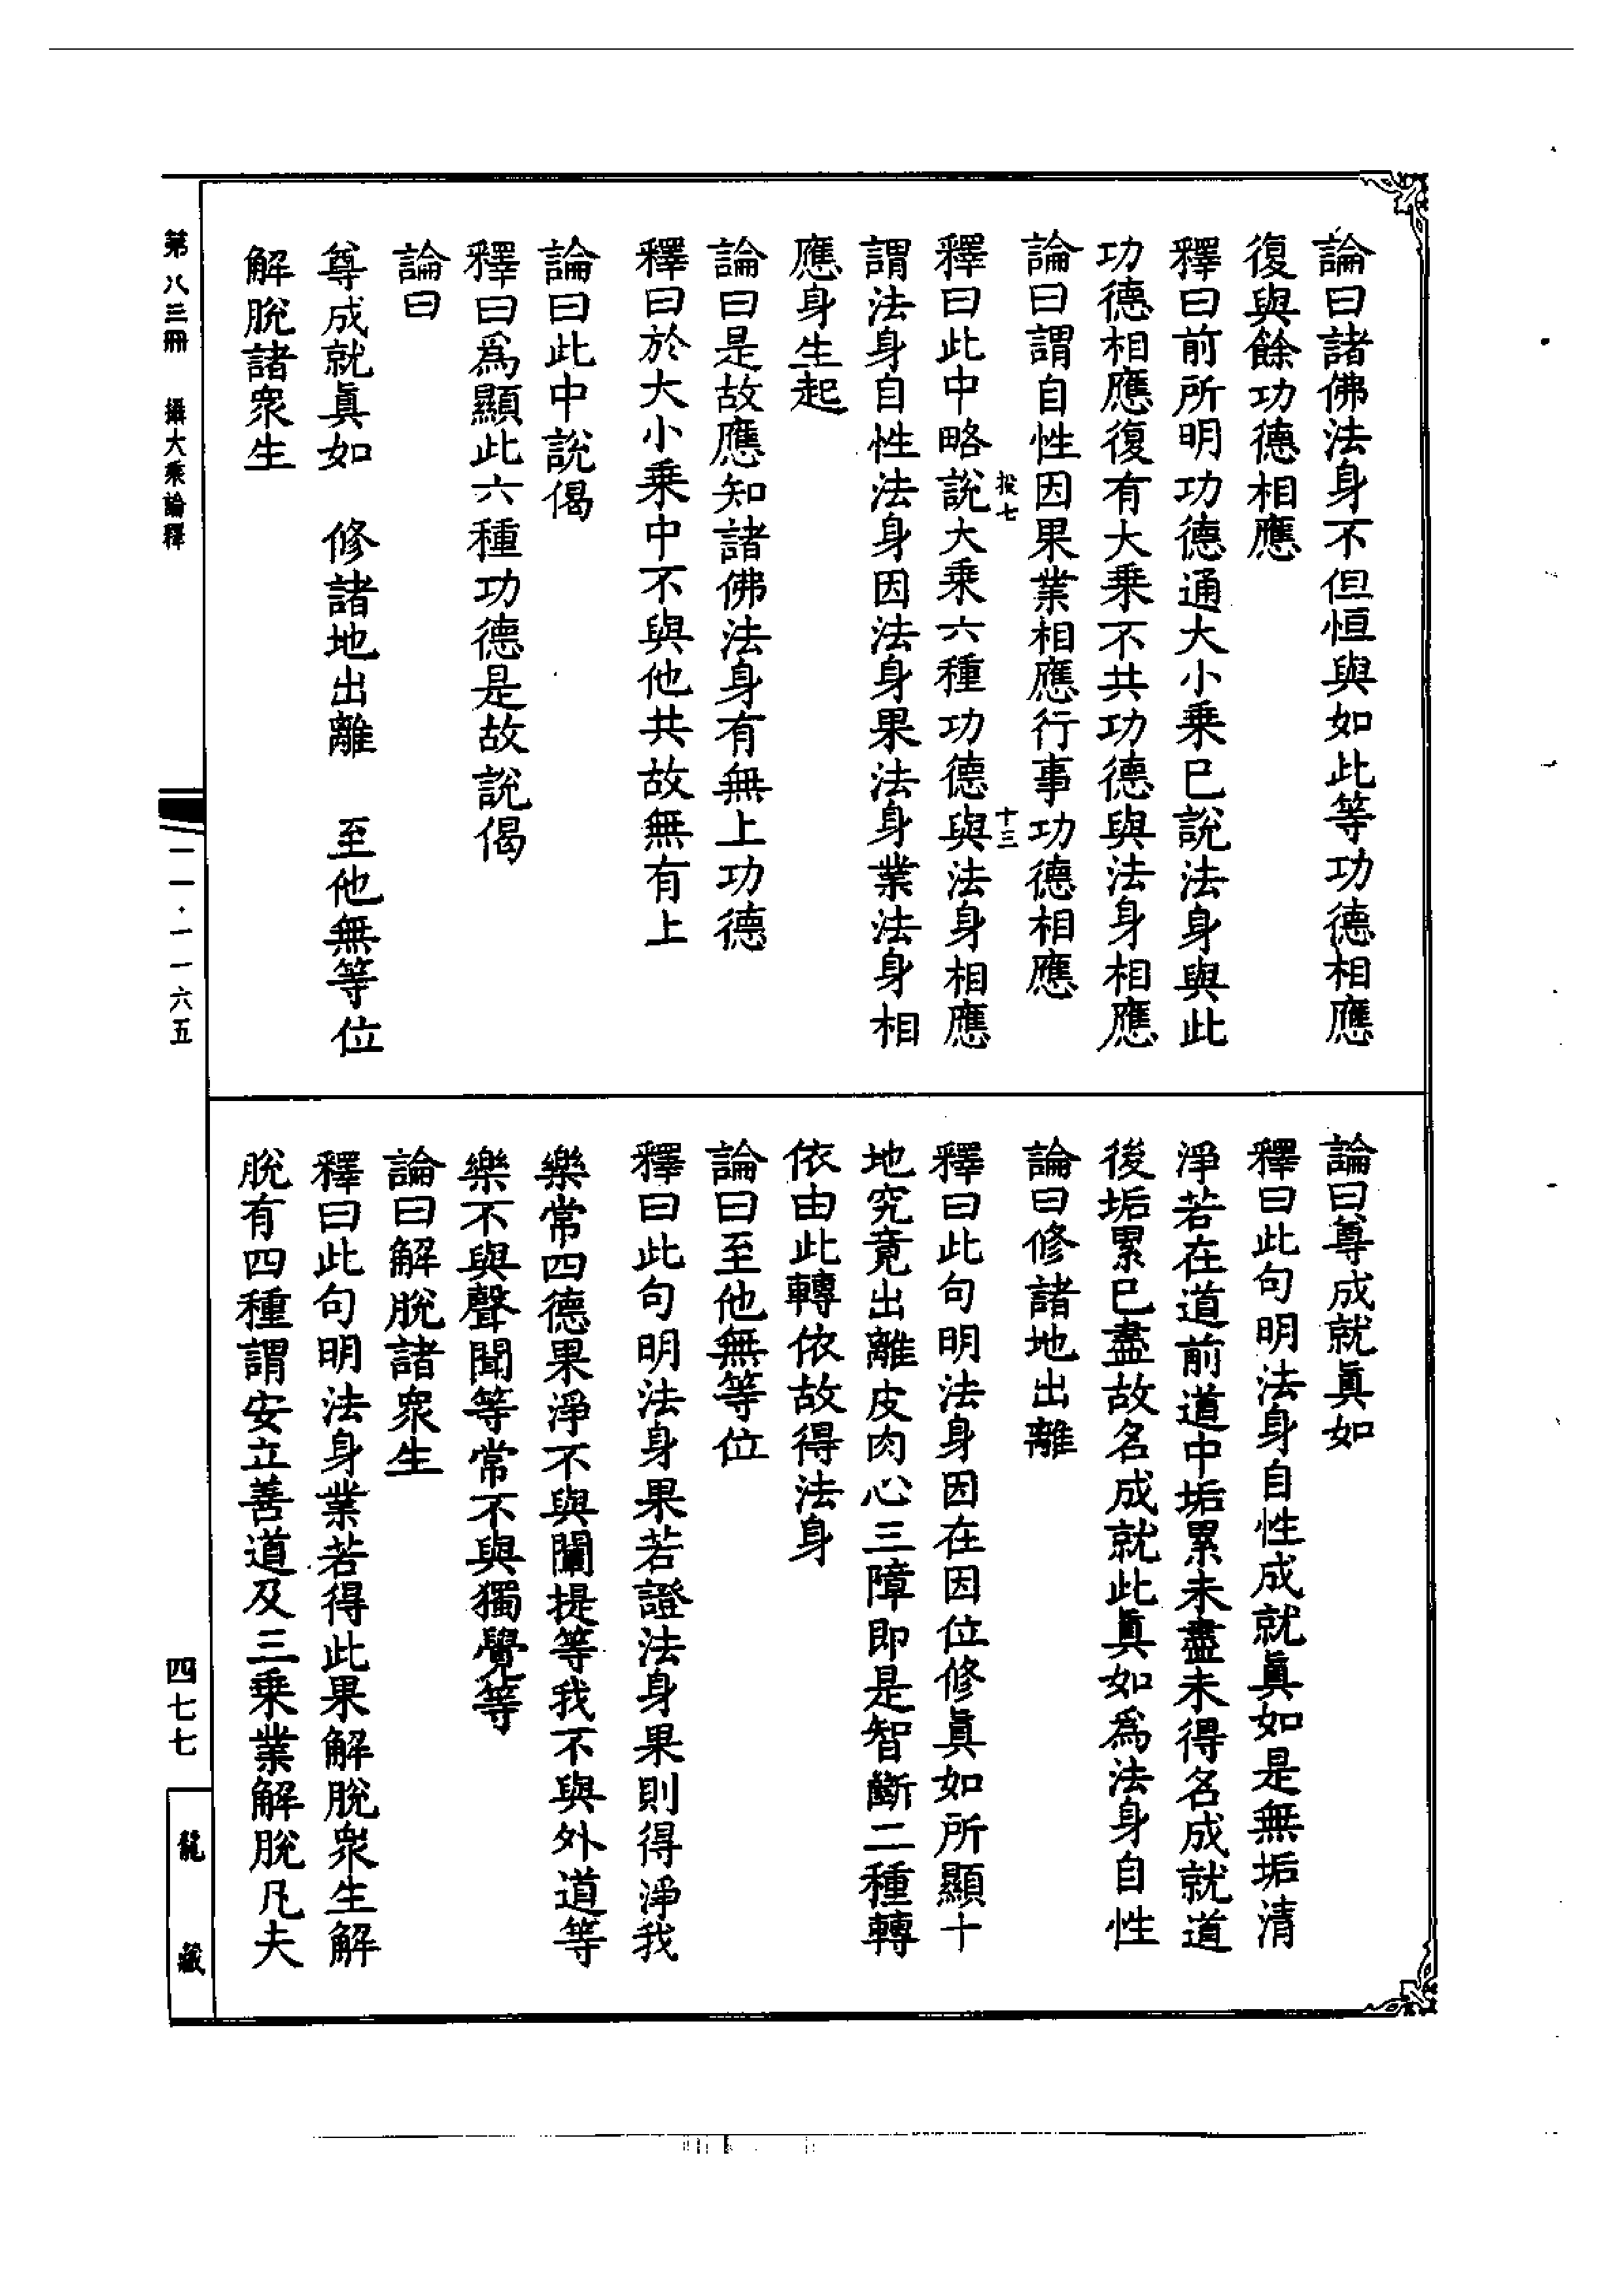 論曰諸佛法身不但恒與如此等功德相應
復與餘功德相應
釋曰前所明功德通大小乘已說法身與此
功德相應復有大乘不共功德與法身相應
論曰謂自性因果業相應行事功德相應
十三
釋曰此中略說大乘六種功德與法身相應
謂法身自性法身因法身果法身業法身相
應身生起
論曰是故應知諸佛法身有無上功德
釋曰於大小乘中不與他共故無有上
論曰此中說偈
釋曰爲顯此六種功德是故說偈
論曰
尊成就眞如 修諸地出離 至他無等位
解脫諸衆生
論曰尊成就眞如
釋曰此句明法身自性成就眞如是無垢清
淨若在道前道中垢累未盡未得名成就道
後垢累已盡故名成就此眞如爲法身自性
論曰修諸地出離
釋曰此句明法身因在因位修眞如所顯十
地究竟出離皮肉心三障即是智斷二種轉
依由此轉依故得法身
論曰至他無等位
釋曰此句明法身果若證法身果則得淨我
樂常四德果淨不與闡提等我不與外道等
樂不與聲聞等常不與獨覺等
論曰解脫諸衆生
釋曰此句明法身業若得此果解脫衆生解
脫有四種謂安立善道及三乘業解脫凡夫
第八三冊 攝大乘論釋
一一·一一六五
四七七
龍藏